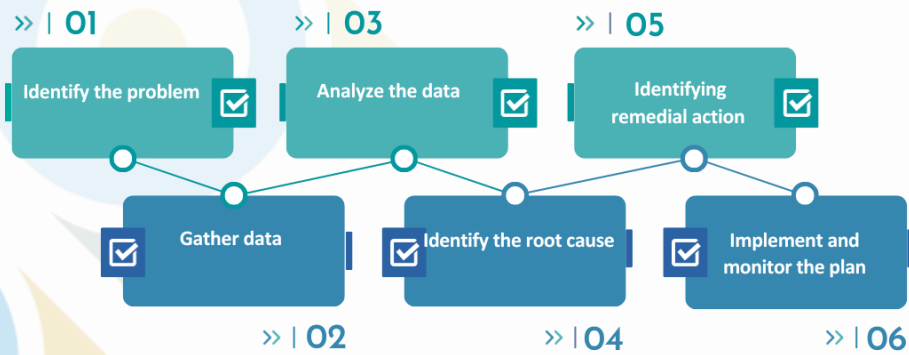 01
Identify the problem
02
Gather data
03
Analyze the data
04
Identify the root cause
05
Identifying
remedial action
06
Implement and
monitor the plan